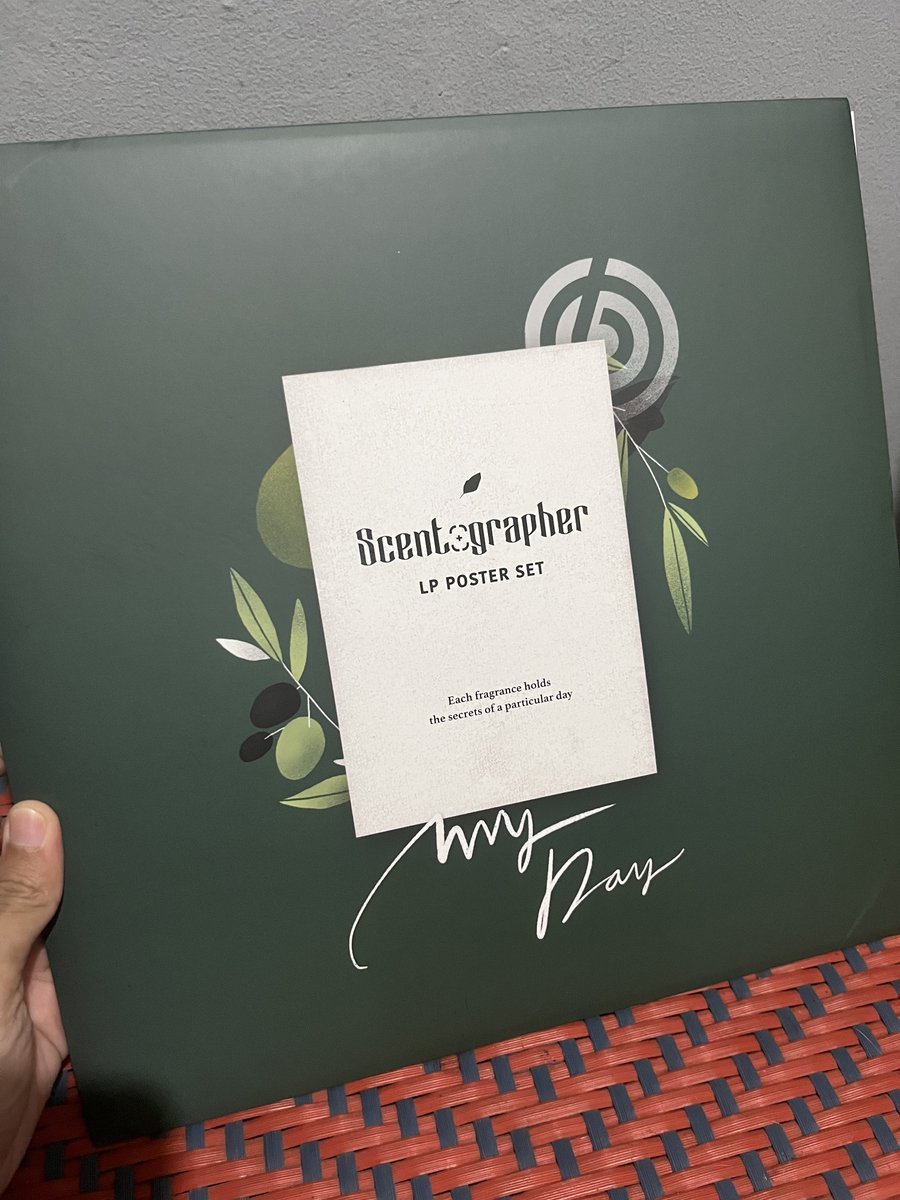 Scentographer
LP POSTER SET
Each fragrance holds
the secrets of a particular day
My
Day